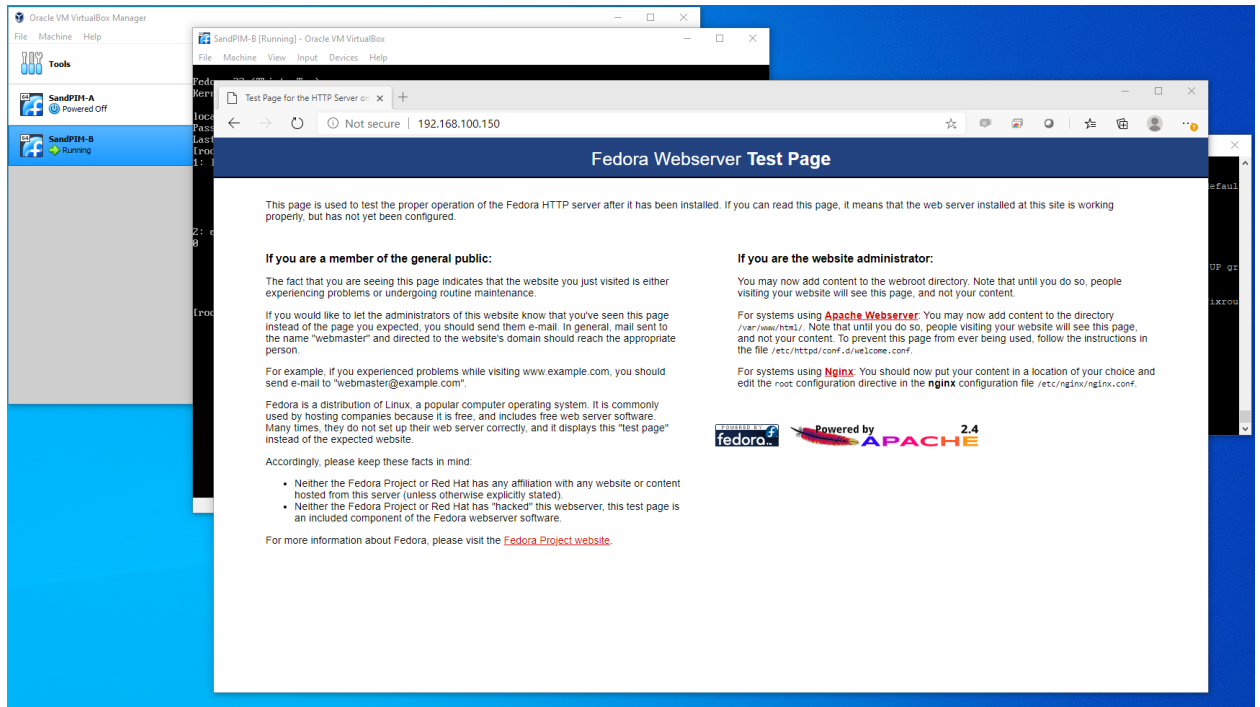 Oracle VM VirtualBox Manager
File Machine Help
Tools
64
SandPIM-A
Powered Off
64
SandPIM-B
Running
SandPIM-B [Running] - Oracle VM VirtualBox
File Machine View Input Devices Help
Test Page for the HTTP Server on
Not secure | 192.168.100.150
Fedora Webserver Test Page
This page is used to test the proper operation of the Fedora HTTP server after it has been installed. If you can read this page, it means that the web server installed at this site is working
properly, but has not yet been configured.
If you are a member of the general public:
The fact that you are seeing this page indicates that the website you just visited is either
experiencing problems or undergoing routine maintenance.
If you would like to let the administrators of this website know that you've seen this page
instead of the page you expected, you should send them e-mail. In general, mail sent to
the name "webmaster" and directed to the website's domain should reach the appropriate
person.
For example, if you experienced problems while visiting www.example.com, you should
send e-mail to "webmaster@example.com".
Fedora is a distribution of Linux, a popular computer operating system. It is commonly
used by hosting companies because it is free, and includes free web server software.
Many times, they do not set up their web server correctly, and it displays this "test page"
instead of the expected website.
Accordingly, please keep these facts in mind:
• Neither the Fedora Project or Red Hat has any affiliation with any website or content
hosted from this server (unless otherwise explicitly stated).
• Neither the Fedora Project or Red Hat has "hacked" this webserver, this test page is
an included component of the Fedora webserver software.
For more information about Fedora, please visit the Fedora Project website.
If you are the website administrator:
You may now add content to the webroot directory. Note that until you do so, people
visiting your website will see this page, and not your content.
For systems using Apache Webserver: You may now add content to the directory
/var/www/html/. Note that until you do so, people visiting your website will see this page,
and not your content. To prevent this page from ever being used, follow the instructions in
the file /etc/httpd/conf.d/welcome.conf.
For systems using Nginx: You should now put your content in a location of your choice and
edit the root configuration directive in the nginx configuration file /etc/nginx/nginx.conf.
POWERED BY
fedora
Powered by 2.4
APACHE
efaul
UP gr
ixrou